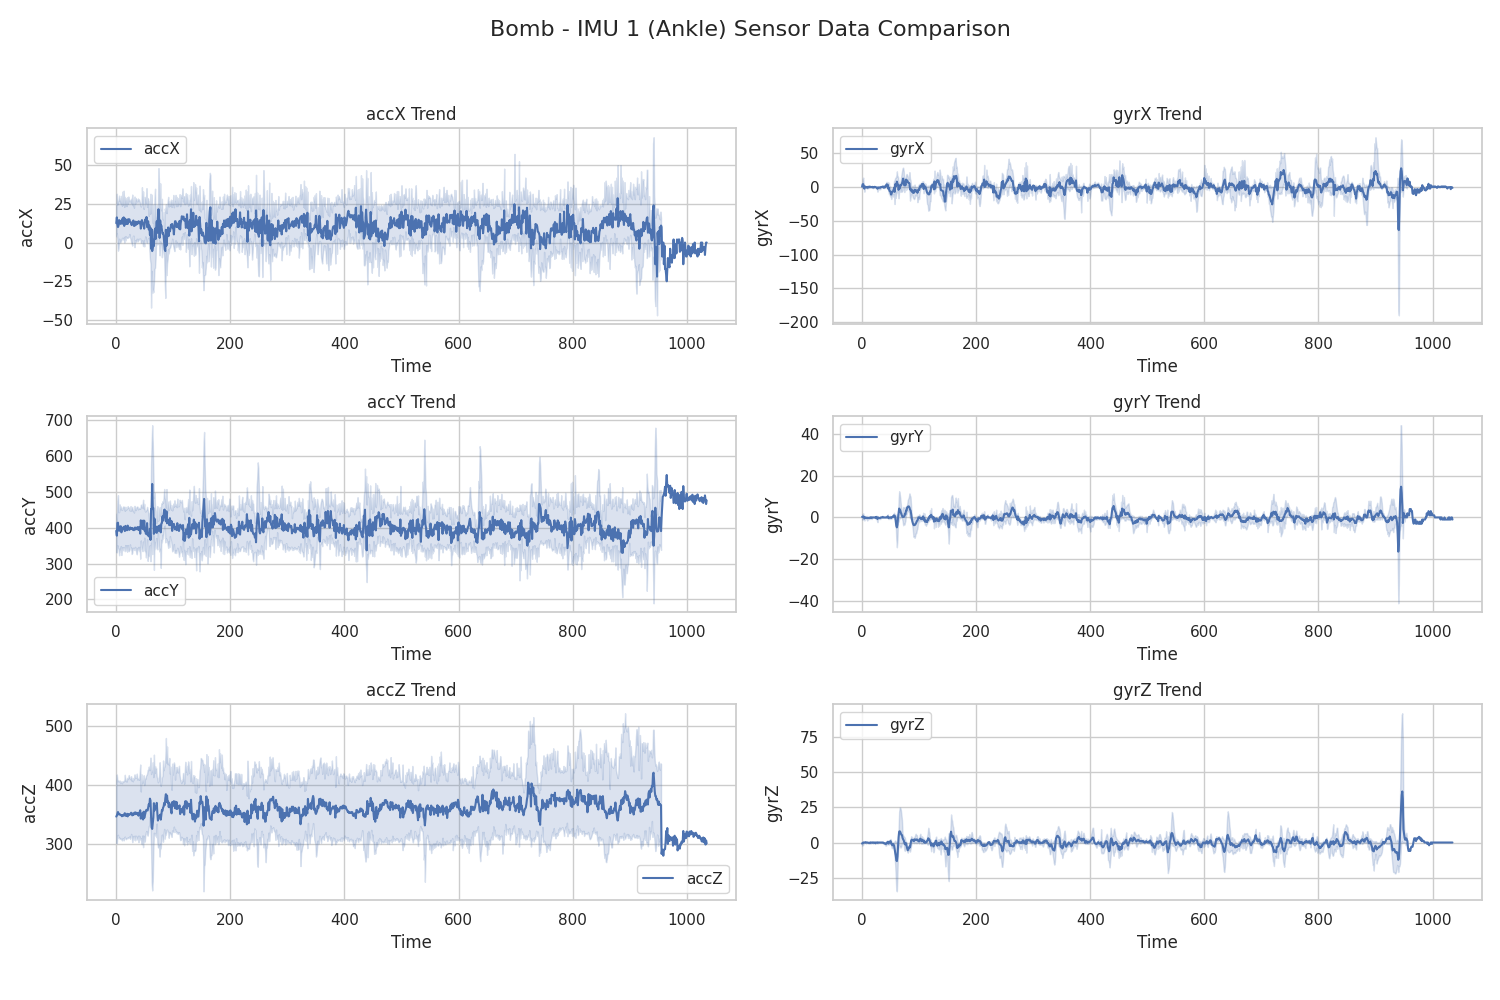 Bomb - IMU 1 (Ankle) Sensor Data Comparison
accX Trend
accX
50
25
0
−25
−50
accX
0 200 400 600 800 1000
Time
gyrX Trend
gyrX
50
0
−50
−100
−150
−200
gyrX
0 200 400 600 800 1000
Time
accY Trend
700
600
500
400
300
200
accY
accY
0 200 400 600 800 1000
Time
gyrY Trend
gyrY
40
20
0
−20
−40
gyrY
0 200 400 600 800 1000
Time
accZ Trend
500
400
300
accZ
accZ
0 200 400 600 800 1000
Time
gyrZ Trend
gyrZ
75
50
25
0
−25
gyrZ
0 200 400 600 800 1000
Time